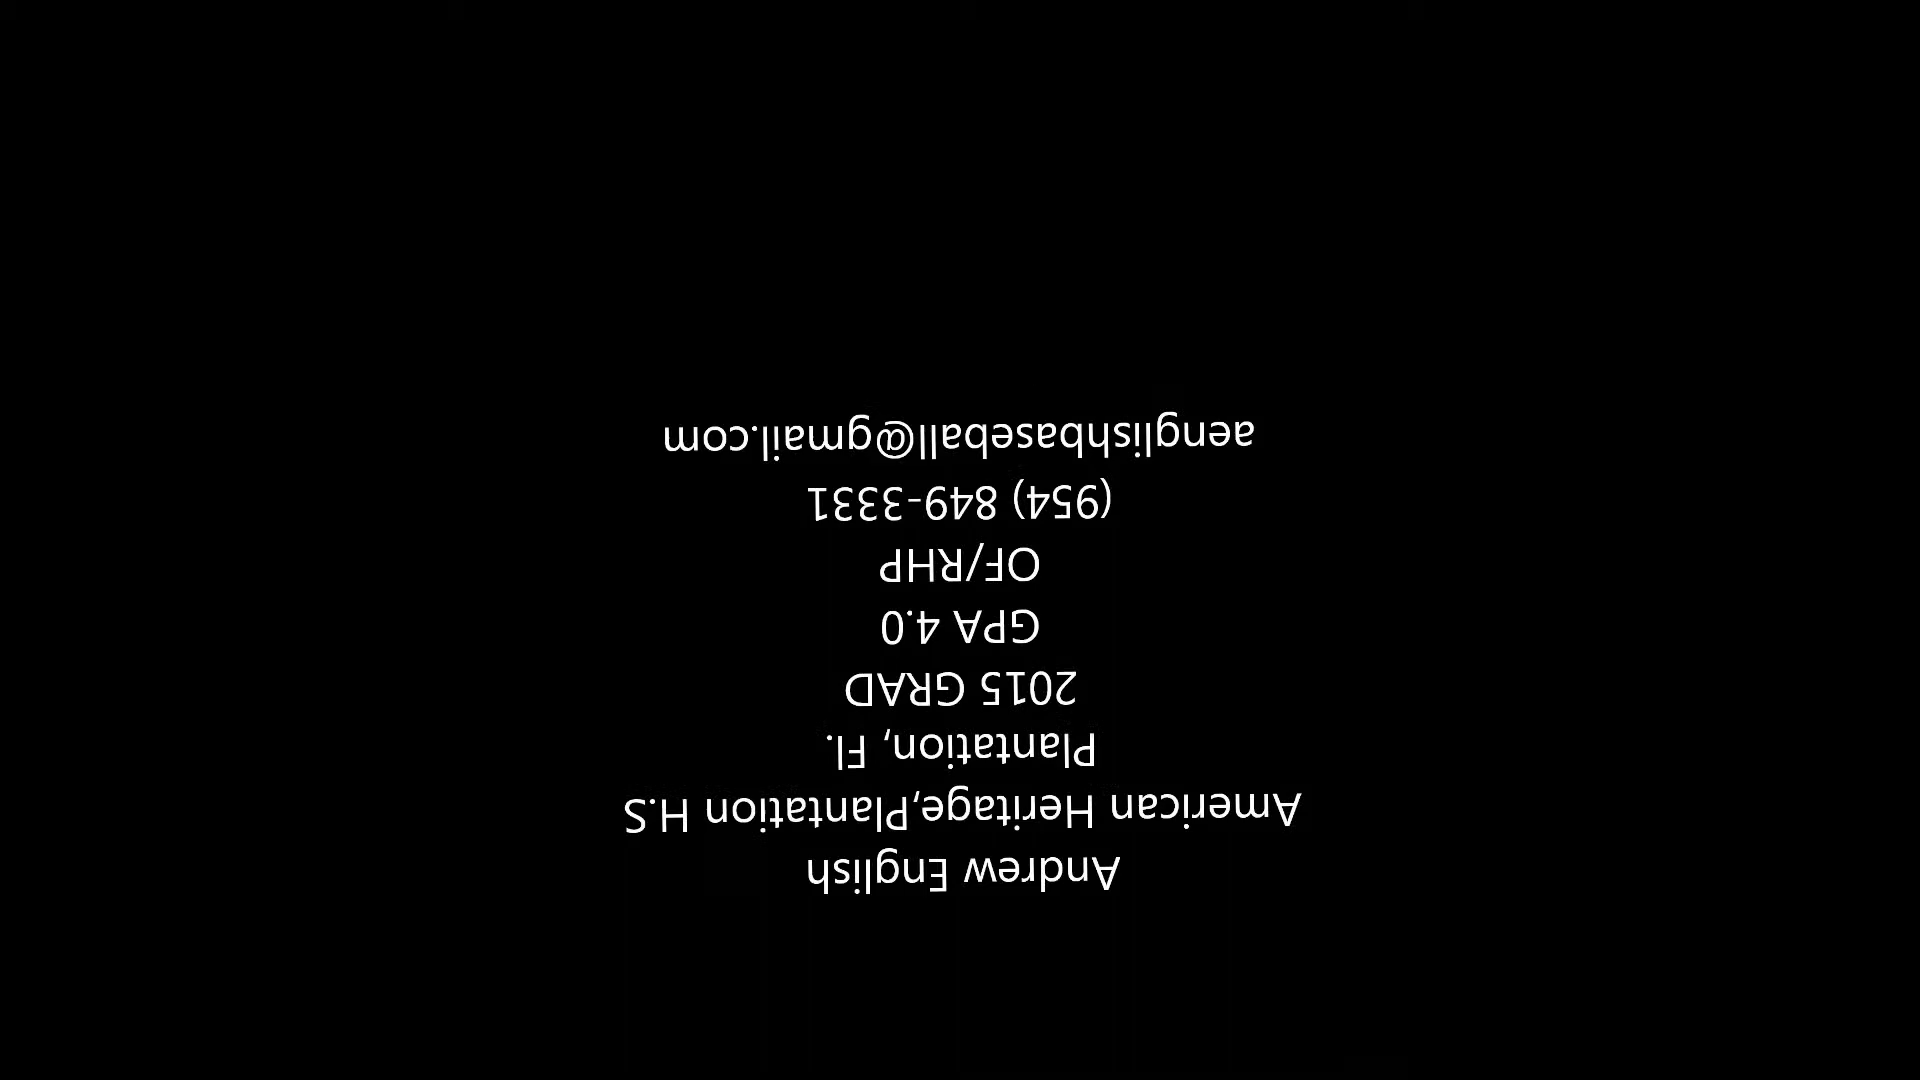 Andrew English
American Heritage,Plantation H.S
Plantation, Fl.
2015 GRAD
GPA 4.0
OF/RHP
(954) 849-3331
aenglishbaseball@gmail.com